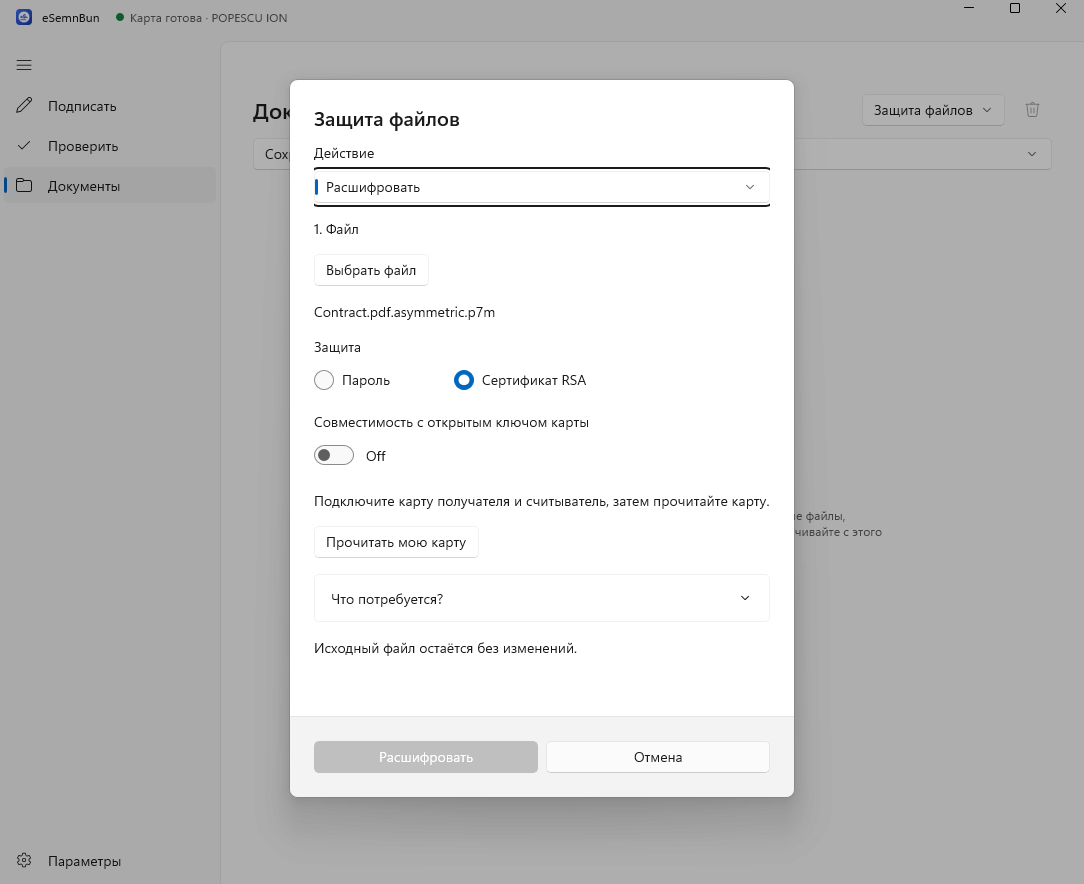 eSemnBun
Карта готова · POPESCU ION
Подписать
Проверить
Документы
Параметры
Док
Защита файлов
Сохр
е файлы,
чивайте с этого
Защита файлов
Действие
Расшифровать
1. Файл
Выбрать файл
Contract.pdf.asymmetric.p7m
Защита
Пароль
Сертификат RSA
Совместимость с открытым ключом карты
Off
Подключите карту получателя и считыватель, затем прочитайте карту.
Прочитать мою карту
Что потребуется?
Исходный файл остаётся без изменений.
Расшифровать
Отмена